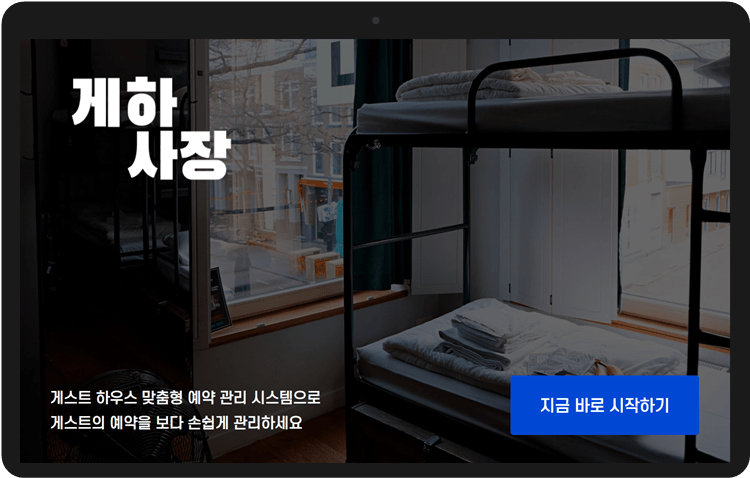 게하
사장
게스트 하우스 맞춤형 예약 관리 시스템으로
게스트의 예약을 보다 손쉽게 관리하세요
지금 바로 시작하기